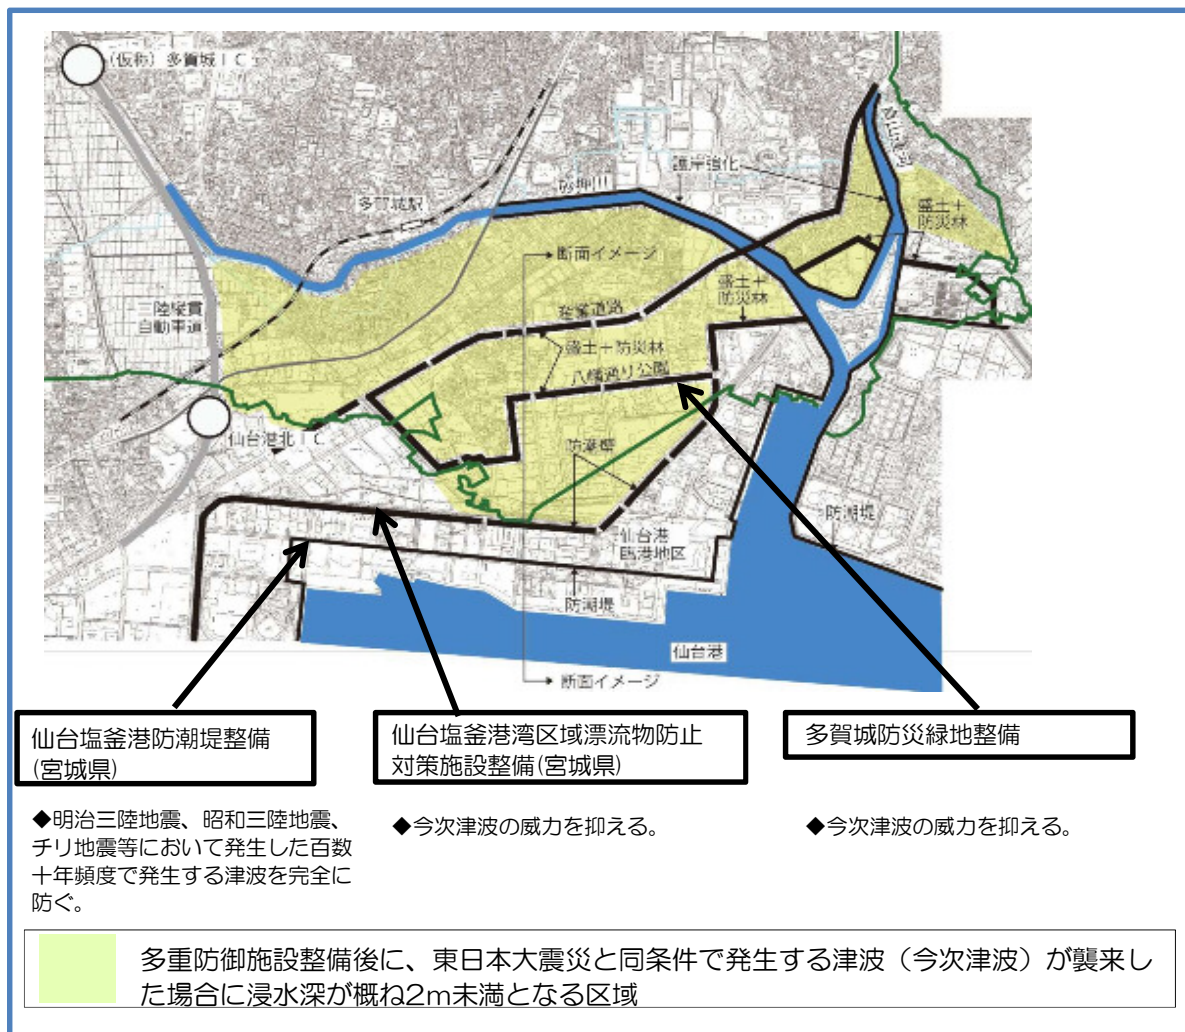 (仮称)多賀城IC
貞山運河
護岸強化
砂押川
多賀城駅
盛土+
防災林
断面イメージ
盛土+
防災林
三陸縦貫
自動車道
産業道路
盛土+防災林
八幡通り公園
仙台港北IC
防潮壁
防潮堤
仙台港
臨港地区
防潮堤
仙台港
断面イメージ
仙台塩釜港防潮堤整備
(宮城県)
仙台塩釜港湾区域漂流物防止
対策施設整備(宮城県)
多賀城防災緑地整備
◆明治三陸地震、昭和三陸地震、
チリ地震等において発生した百数
十年頻度で発生する津波を完全に
防ぐ。
◆今次津波の威力を抑える。
◆今次津波の威力を抑える。
多重防御施設整備後に、東日本大震災と同条件で発生する津波（今次津波）が襲来し
た場合に浸水深が概ね2m未満となる区域